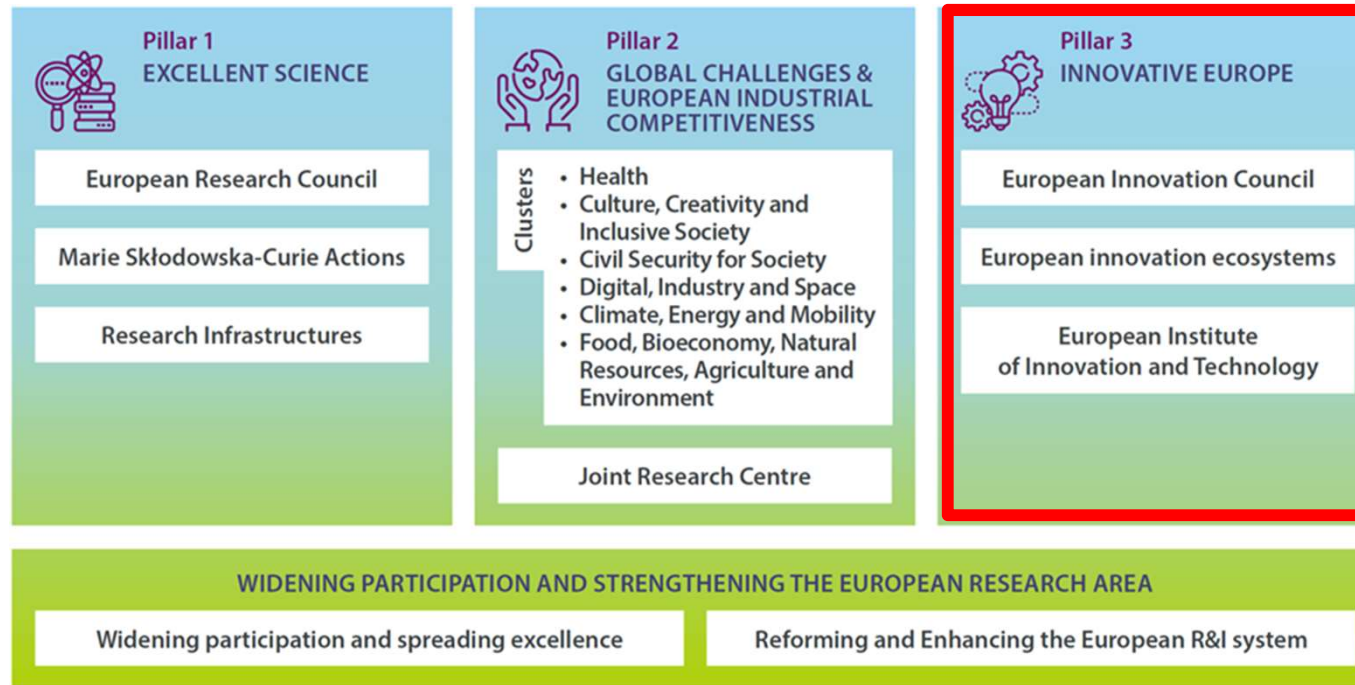 Pillar 1
EXCELLENT SCIENCE
European Research Council
Marie Skłodowska-Curie Actions
Research Infrastructures
Pillar 2
GLOBAL CHALLENGES &
EUROPEAN INDUSTRIAL
COMPETITIVENESS
Clusters
• Health
• Culture, Creativity and
Inclusive Society
• Civil Security for Society
• Digital, Industry and Space
• Climate, Energy and Mobility
• Food, Bioeconomy, Natural
Resources, Agriculture and
Environment
Joint Research Centre
Pillar 3
INNOVATIVE EUROPE
European Innovation Council
European innovation ecosystems
European Institute
of Innovation and Technology
WIDENING PARTICIPATION AND STRENGTHENING THE EUROPEAN RESEARCH AREA
Widening participation and spreading excellence
Reforming and Enhancing the European R&I system